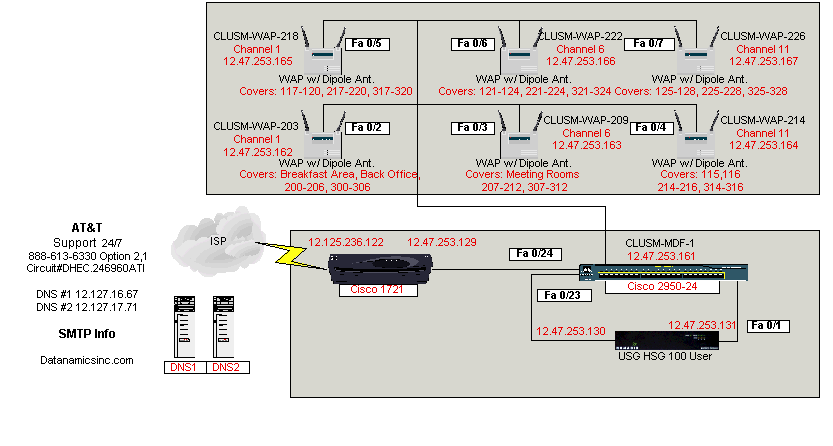 CLUSM-WAP-218
Channel 1
12.47.253.165
Fa 0/5
WAP w/ Dipole Ant.
Covers: 117-120, 217-220, 317-320
Fa 0/6
CLUSM-WAP-222
Channel 6
12.47.253.166
WAP w/ Dipole Ant.
Covers: 121-124, 221-224, 321-324
Fa 0/7
CLUSM-WAP-226
Channel 11
12.47.253.167
WAP w/ Dipole Ant.
Covers: 125-128, 225-228, 325-328
CLUSM-WAP-203
Channel 1
12.47.253.162
Fa 0/2
WAP w/ Dipole Ant.
Covers: Breakfast Area, Back Office,
200-206, 300-306
Fa 0/3
CLUSM-WAP-209
Channel 6
12.47.253.163
WAP w/ Dipole Ant.
Covers: Meeting Rooms
207-212, 307-312
Fa 0/4
CLUSM-WAP-214
Channel 11
12.47.253.164
WAP w/ Dipole Ant.
Covers: 115,116
214-216, 314-316
AT&T
Support 24/7
888-613-6330 Option 2,1
Circuit#DHEC.246960ATI
DNS #1 12.127.16.67
DNS #2 12.127.17.71
SMTP Info
Datanamicsinc.com
ISP
DNS1
DNS2
12.125.236.122
12.47.253.129
Cisco 1721
Fa 0/24
CLUSM-MDF-1
12.47.253.161
Cisco 2950-24
Fa 0/23
12.47.253.130
12.47.253.131
Fa 0/1
USG HSG 100 User